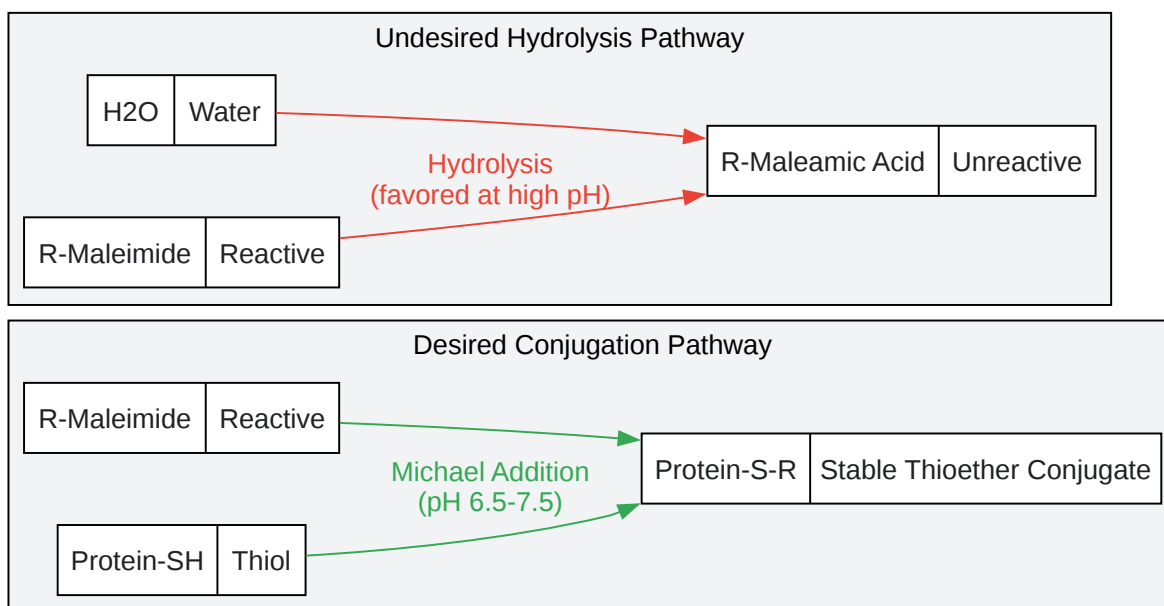 Undesired Hydrolysis Pathway
H2O Water
R-Maleamic Acid Unreactive
Hydrolysis
(favored at high pH)
R-Maleimide Reactive
Desired Conjugation Pathway
R-Maleimide Reactive
Protein-S-R Stable Thioether Conjugate
Michael Addition
(pH 6.5-7.5)
Protein-SH Thiol